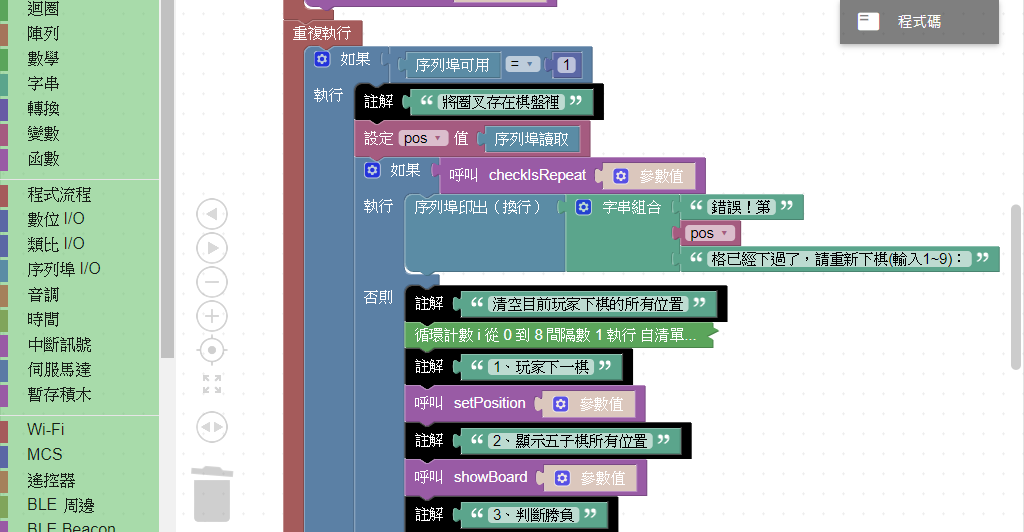 迴圈
陣列
數學
字串
轉換
變數
函數
程式流程
數位 I/O
類比 I/O
序列埠 I/O
音調
時間
中斷訊號
伺服馬達
暫存積木
Wi-Fi
MCS
遙控器
BLE 周邊
BLE Beacon
程式碼
重複執行
如果 序列埠可用 = 1
執行 註解 “ 將圈叉存在棋盤裡 ”
設定 pos 值 序列埠讀取
如果 呼叫 checkIsRepeat 參數值
執行 序列埠印出（換行） 字串組合 “ 錯誤！第 ”
pos
“ 格已經下過了，請重新下棋(輸入1~9)： ”
否則 註解 “ 清空目前玩家下棋的所有位置 ”
循環計數 i 從 0 到 8 間隔數 1 執行 自清單...
註解 “ 1、玩家下一棋 ”
呼叫 setPosition 參數值
註解 “ 2、顯示五子棋所有位置 ”
呼叫 showBoard 參數值
註解 “ 3、判斷勝負 ”